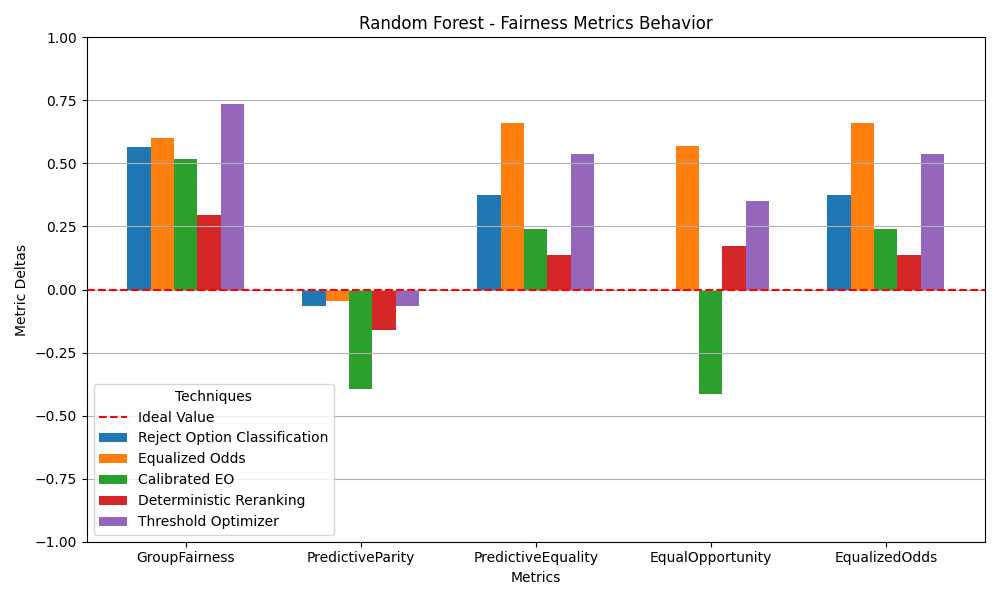 Random Forest - Fairness Metrics Behavior
Metric Deltas
1.00
0.75
0.50
0.25
0.00
−0.25
−0.50
−0.75
−1.00
Techniques
Ideal Value
Reject Option Classification
Equalized Odds
Calibrated EO
Deterministic Reranking
Threshold Optimizer
GroupFairness
PredictiveParity
PredictiveEquality
EqualOpportunity
EqualizedOdds
Metrics